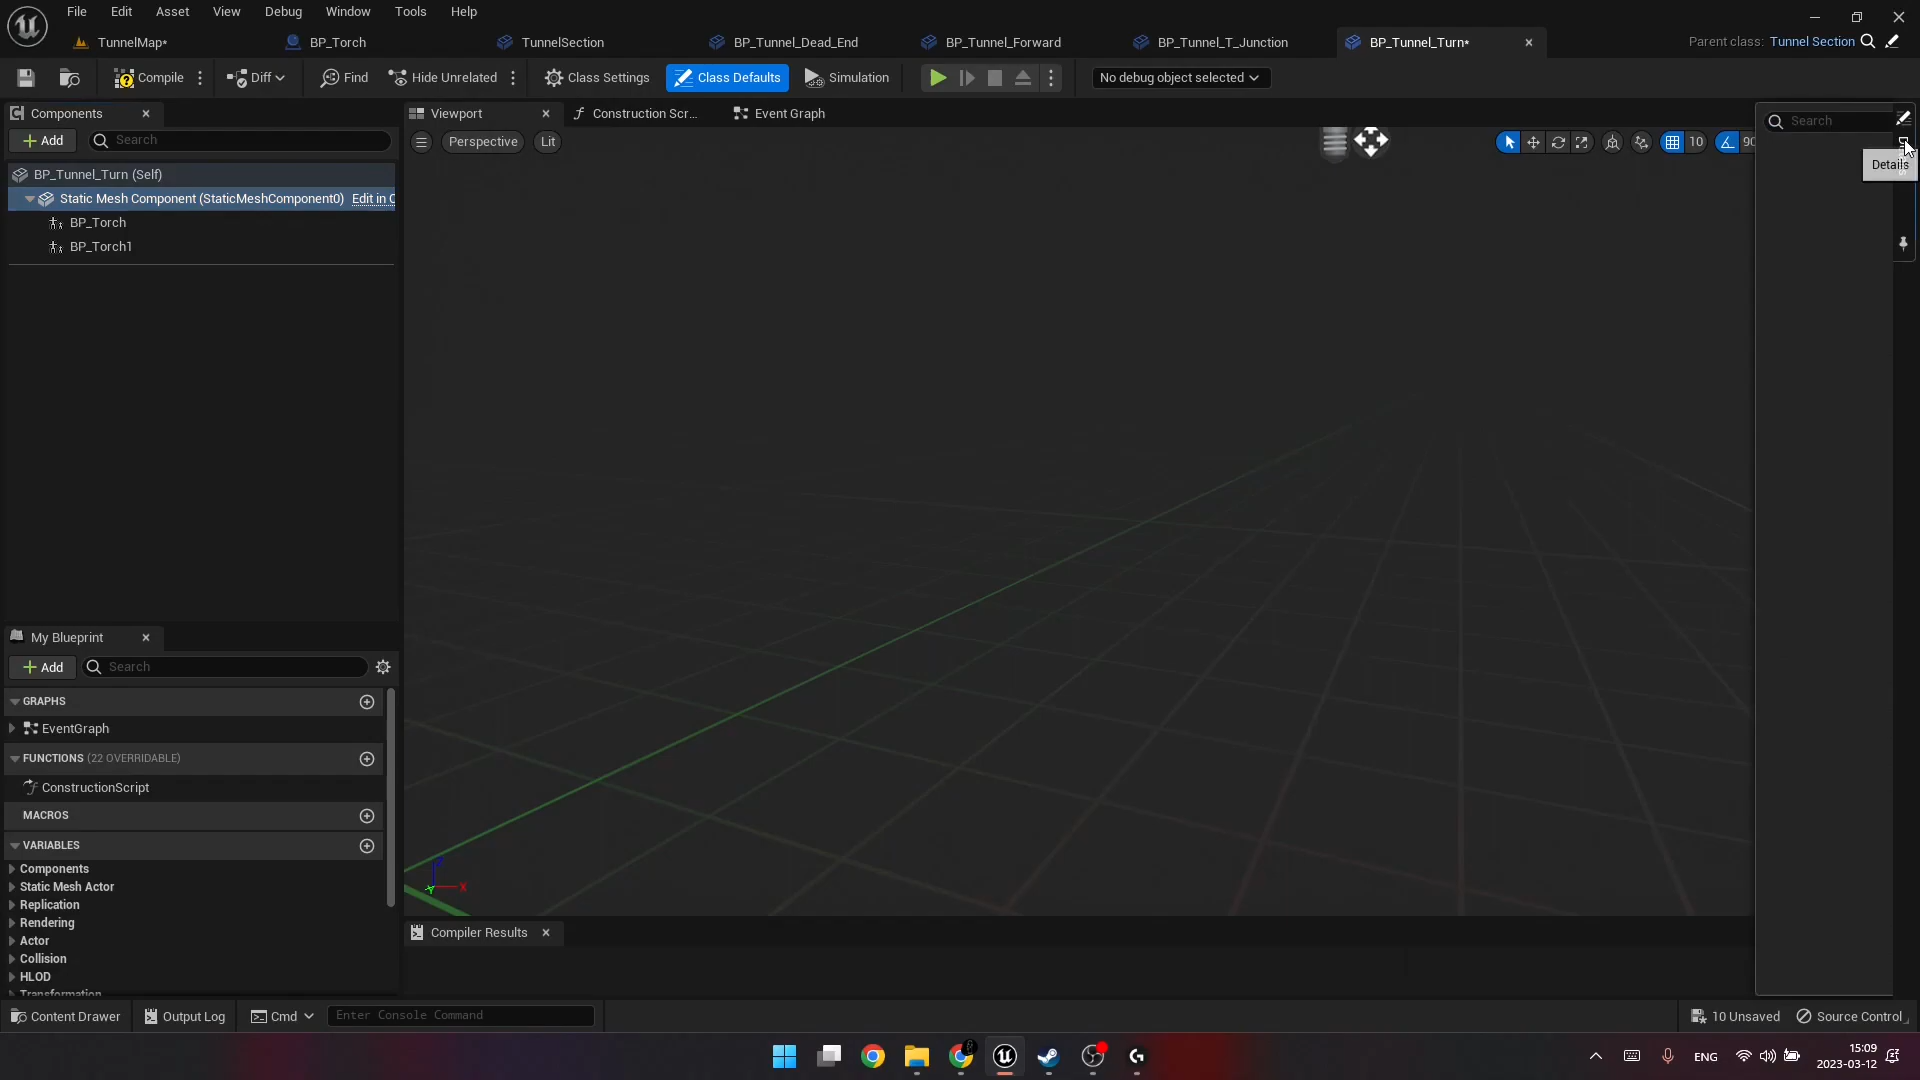 File Edit Asset View Debug Window Tools Help
TunnelMap* BP_Torch TunnelSection BP_Tunnel_Dead_End BP_Tunnel_Forward BP_Tunnel_T_Junction BP_Tunnel_Turn* Parent class: Tunnel Section
Compile Diff Find Hide Unrelated Class Settings Class Defaults Simulation No debug object selected
Components Viewport Construction Scr... Event Graph
Add Search Perspective Lit 10 90 Search
Details
BP_Tunnel_Turn (Self)
Static Mesh Component (StaticMeshComponent0) Edit in C
BP_Torch
BP_Torch1
My Blueprint
Add Search
GRAPHS
EventGraph
FUNCTIONS (22 OVERRIDABLE)
ConstructionScript
MACROS
VARIABLES
Components
Static Mesh Actor
Replication
Rendering
Actor
Collision
HLOD
Transformation
X
Compiler Results
Content Drawer Output Log Cmd Enter Console Command 10 Unsaved Source Control
ENG 15:09
2023-03-12